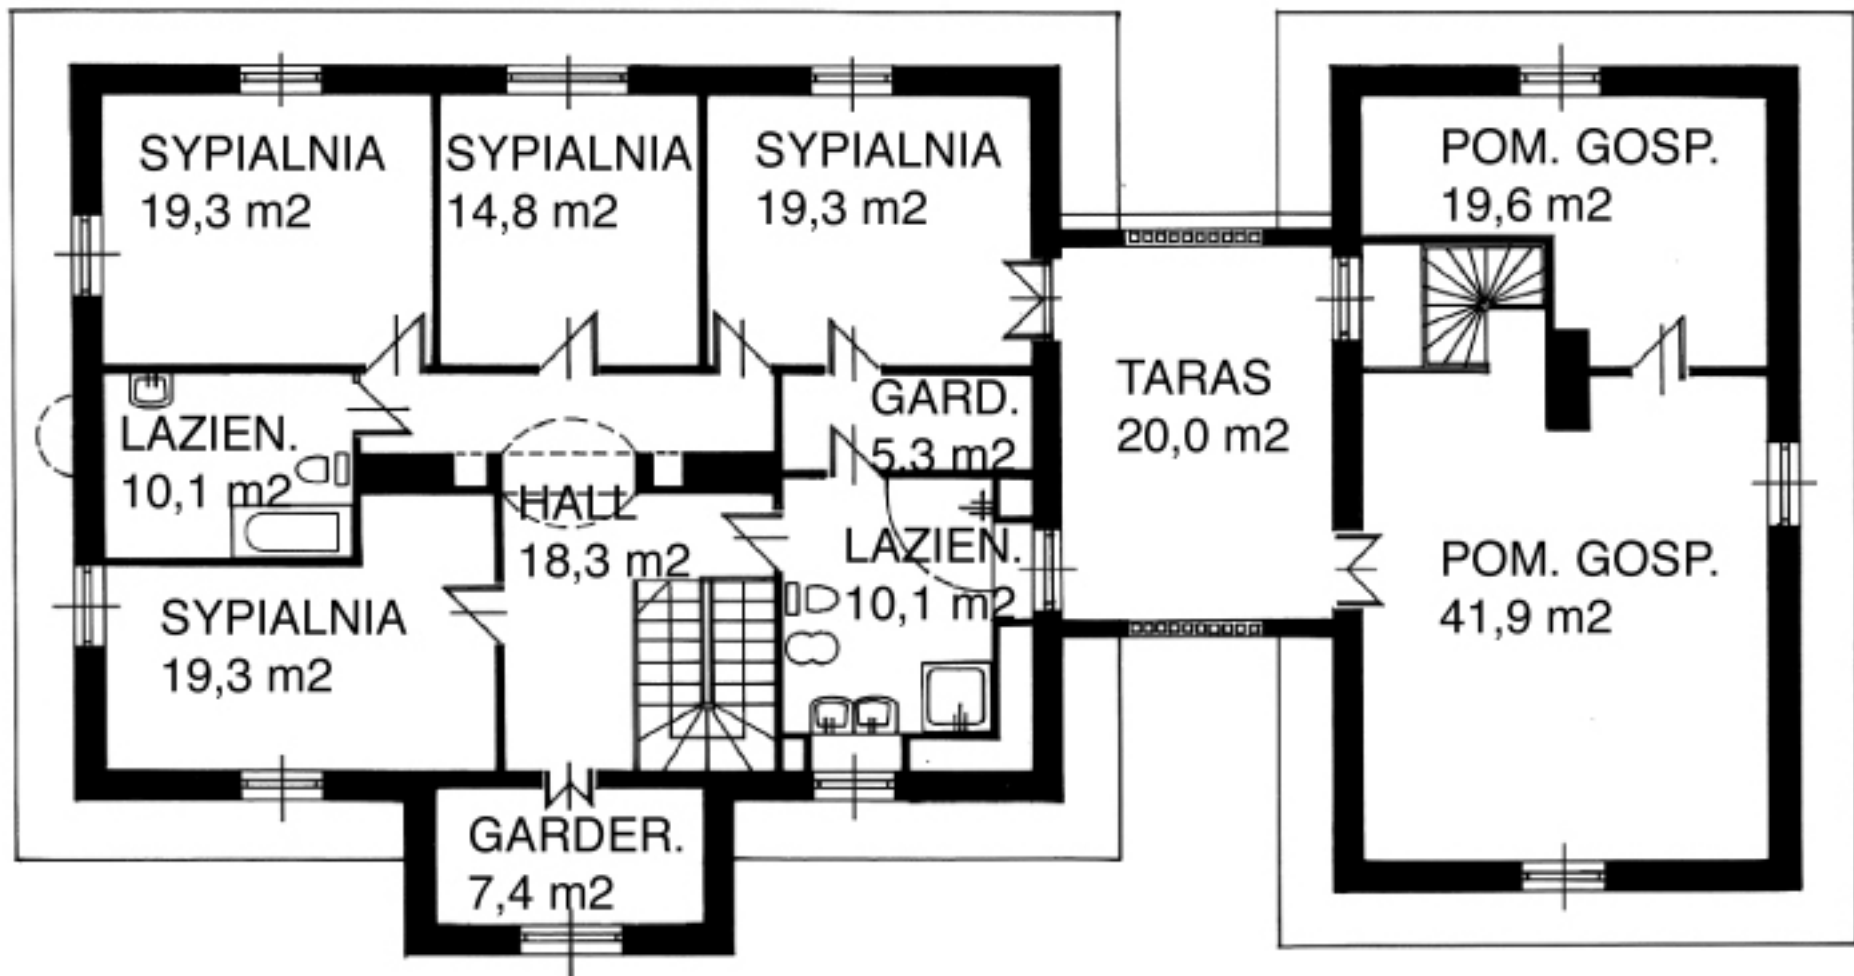 SYPIALNIA
19,3 m2
SYPIALNIA
14,8 m2
SYPIALNIA
19,3 m2
POM. GOSP.
19,6 m2
LAZIEN.
10,1 m2
GARD.
5,3 m2
TARAS
20,0 m2
HALL
18,3 m2
LAZIEN.
10,1 m2
POM. GOSP.
41,9 m2
SYPIALNIA
19,3 m2
GARDER.
7,4 m2